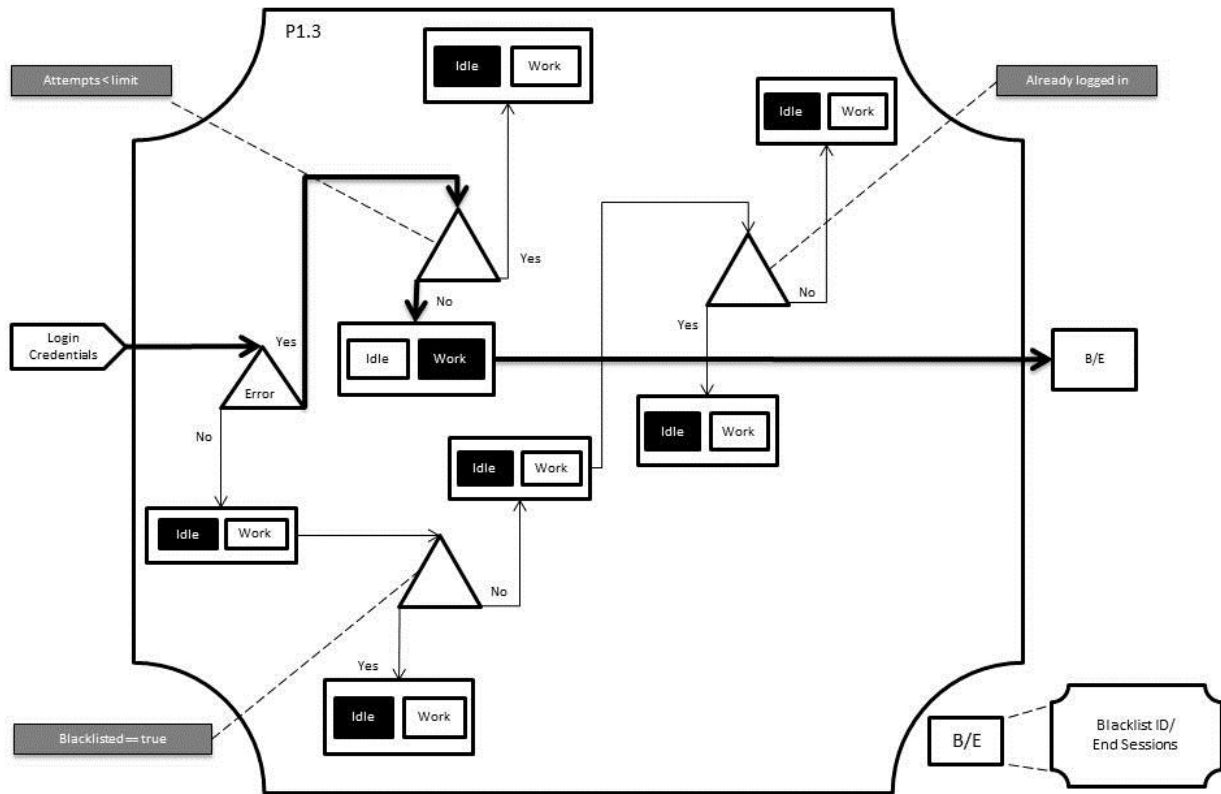 P1.3
Idle Work
Attempts < limit
Already logged in
Idle Work
Yes
No
No
Login
Credentials
Yes
Idle Work
Yes
B/E
Error
Idle Work
No
Idle Work
Idle Work
No
Yes
Idle Work
Blacklisted == true
B/E
Blacklist ID/
End Sessions